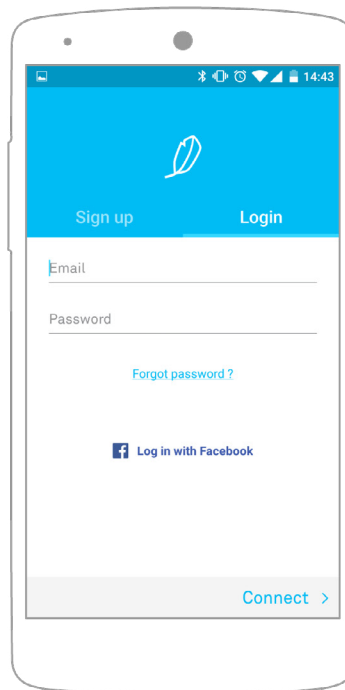 14:43
Sign up Login
Email
Password
Forgot password ?
Log in with Facebook
Connect >